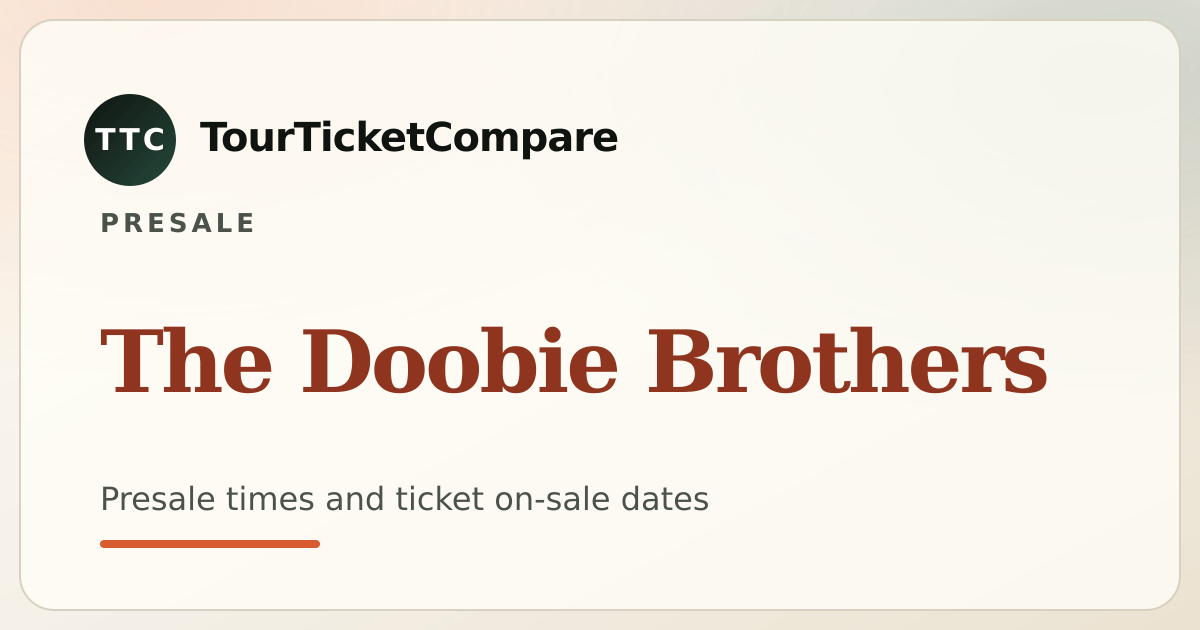 TTC TourTicketCompare
PRESALE
The Doobie Brothers
Presale times and ticket on-sale dates